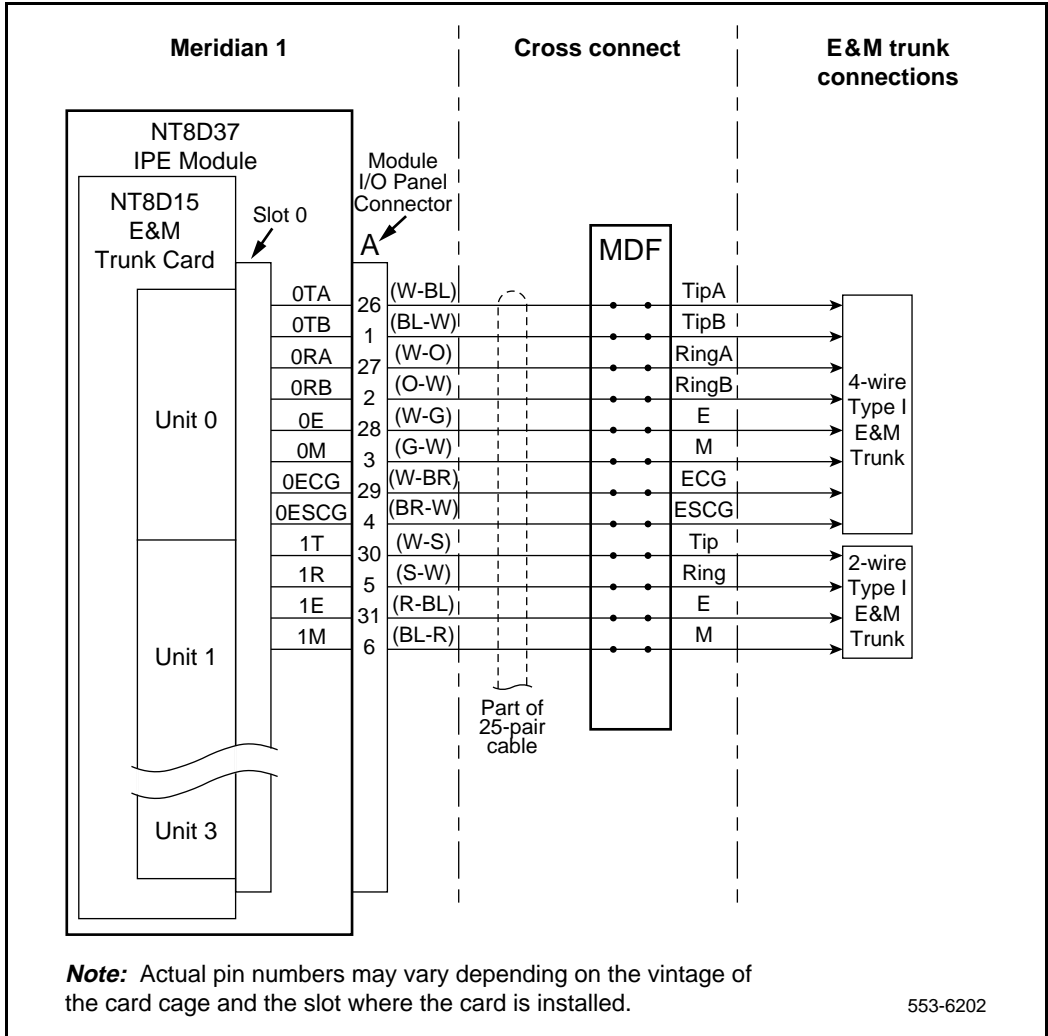 Meridian 1
Cross connect
E&M trunk
connections
NT8D37
IPE Module
Module
I/O Panel
Connector
NT8D15
E&M
Trunk Card
Slot 0
A
MDF
0TA 26 (W-BL) TipA
0TB 1 (BL-W) TipB
0RA 27 (W-O) RingA
0RB 2 (O-W) RingB
0E 28 (W-G) E
0M 3 (G-W) M
0ECG 29 (W-BR) ECG
0ESCG 4 (BR-W) ESCG
1T 30 (W-S) Tip
1R 5 (S-W) Ring
1E 31 (R-BL) E
1M 6 (BL-R) M
Unit 0
4-wire
Type I
E&M
Trunk
2-wire
Type I
E&M
Trunk
Unit 1
Part of
25-pair
cable
Unit 3
Note: Actual pin numbers may vary depending on the vintage of
the card cage and the slot where the card is installed.
553-6202